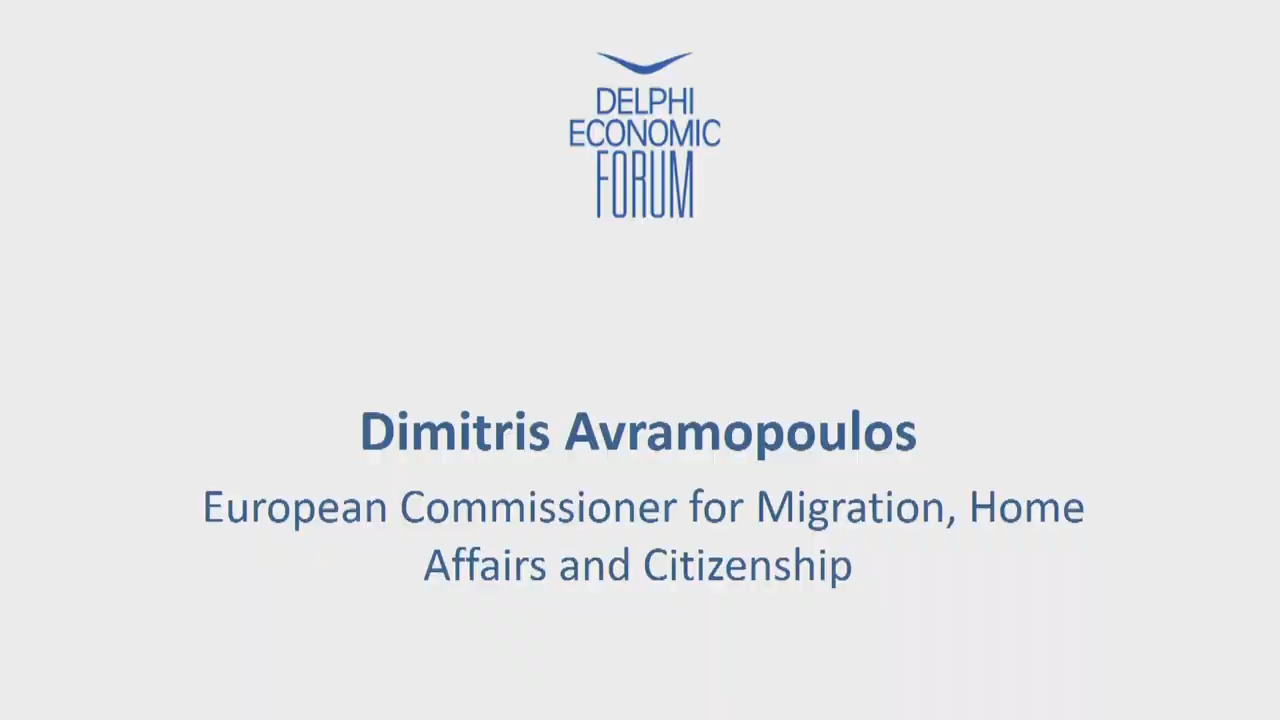 DELPHI
ECONOMIC
FORUM
Dimitris Avramopoulos
European Commissioner for Migration, Home
Affairs and Citizenship